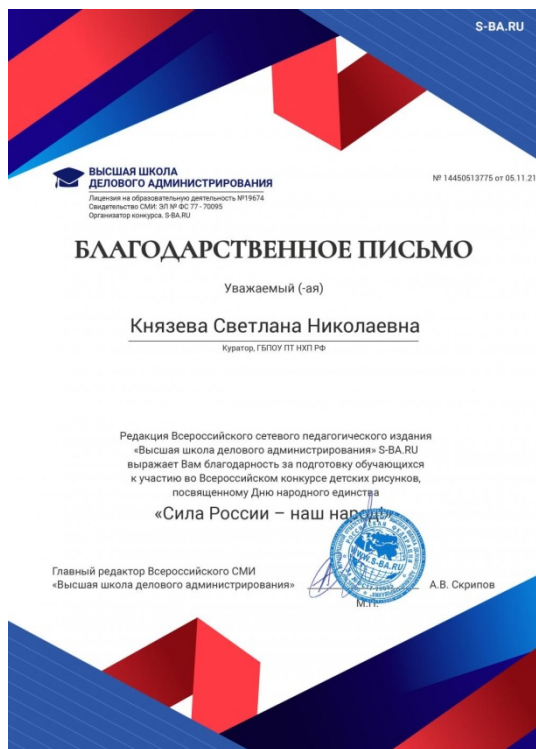 S-BA.RU
ВЫСШАЯ ШКОЛА
ДЕЛОВОГО АДМИНИСТРИРОВАНИЯ
№ 14450513775 от 05.11.21
Лицензия на образовательную деятельность №19674
Свидетельство СМИ: ЭЛ № ФС 77 - 70095
Организатор конкурса. S-BA.RU
БЛАГОДАРСТВЕННОЕ ПИСЬМО
Уважаемый (-ая)
Князева Светлана Николаевна
Куратор, ГБПОУ ПТ НХП РФ
Редакция Всероссийского сетевого педагогического издания
«Высшая школа делового администрирования» S-BA.RU
выражает Вам благодарность за подготовку обучающихся
к участию во Всероссийском конкурсе детских рисунков,
посвященному Дню народного единства
«Сила России – наш народ!»
Главный редактор Всероссийского СМИ
«Высшая школа делового администрирования»
А.В. Скрипов
WWW.S-BA.RU
М.П.